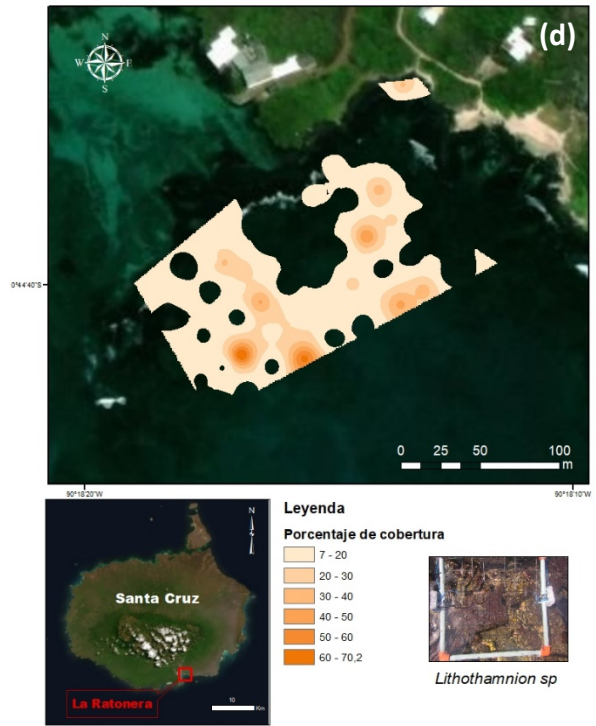 (d)
N
W E
S
0°44'40"S
0 25 50 100
m
90°18'20"W
90°18'10"W
N
Santa Cruz
La Ratonera
10
Km
Leyenda
Porcentaje de cobertura
7 - 20
20 - 30
30 - 40
40 - 50
50 - 60
60 - 70,2
Lithothamnion sp